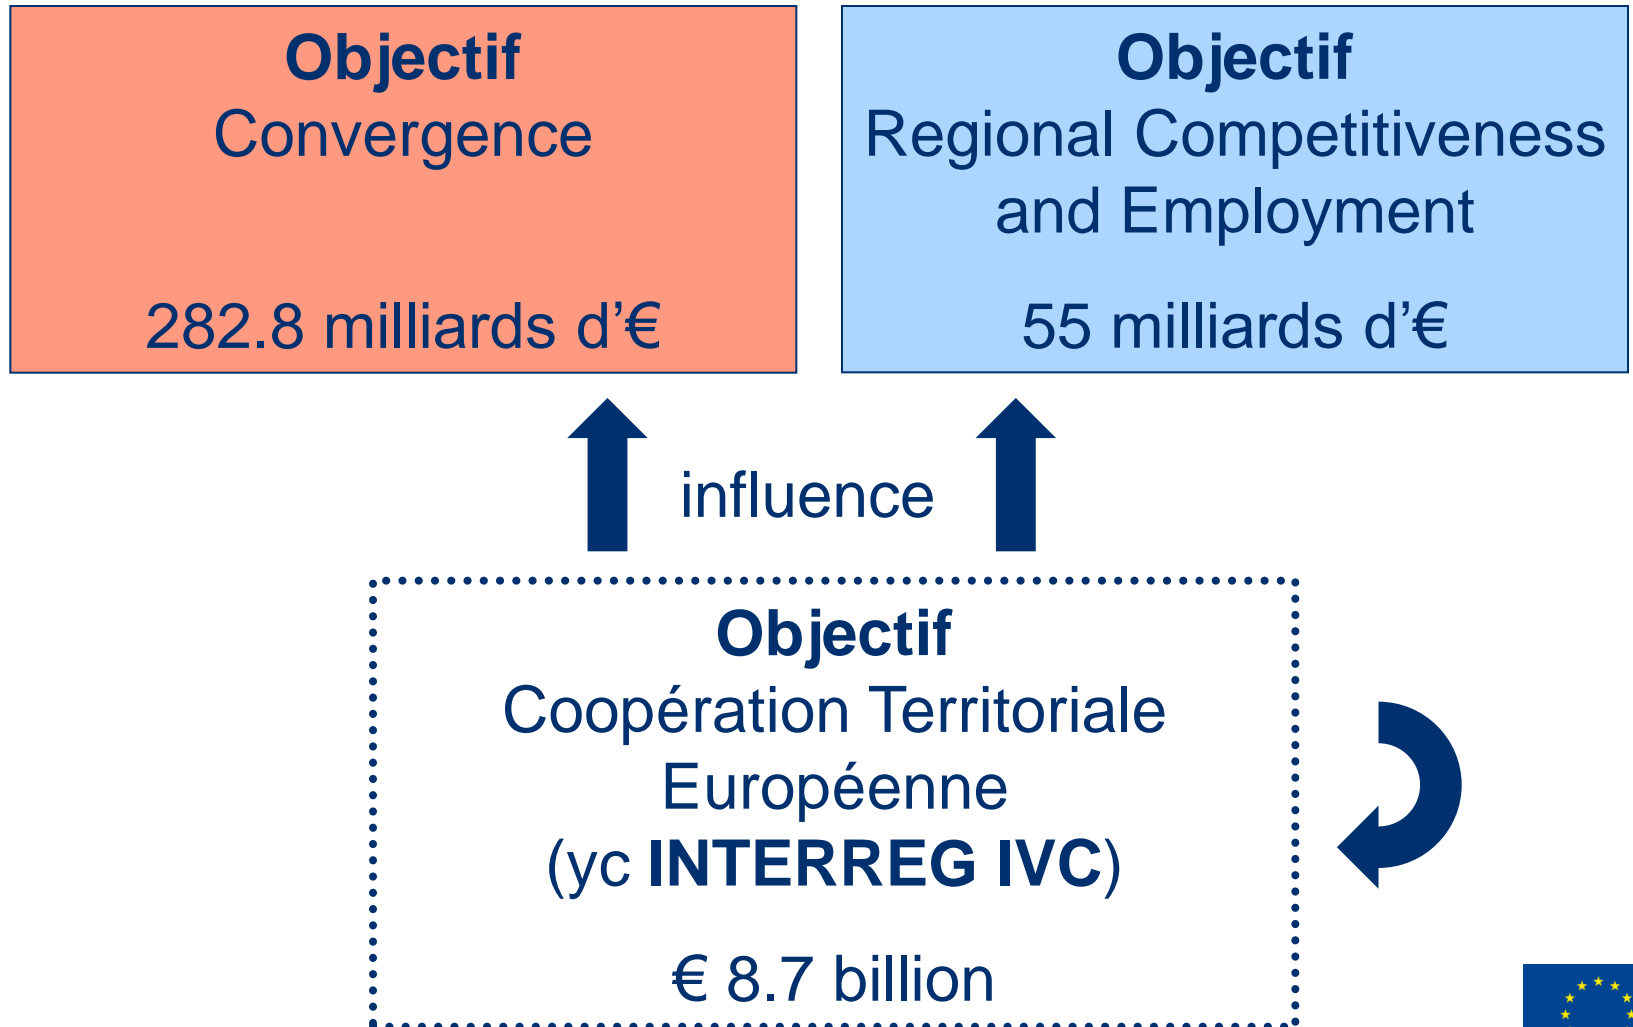 Objectif
Convergence
282.8 milliards d’€
Objectif
Regional Competitiveness
and Employment
55 milliards d’€
influence
Objectif
Coopération Territoriale
Européenne
(yc INTERREG IVC)
€ 8.7 billion